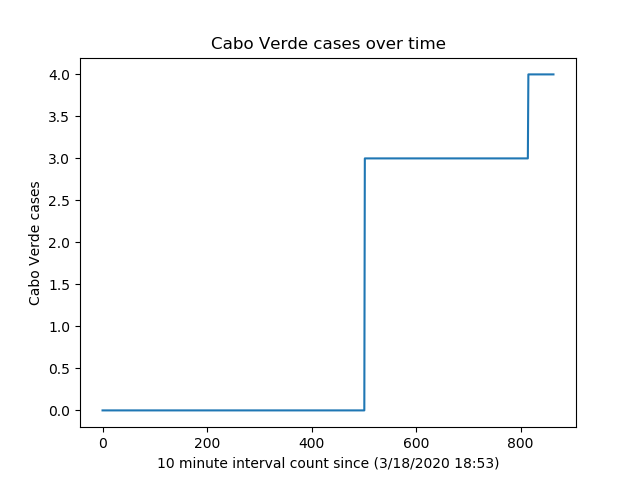 Cabo Verde cases over time
Cabo Verde cases
4.0
3.5
3.0
2.5
2.0
1.5
1.0
0.5
0.0
0 200 400 600 800
10 minute interval count since (3/18/2020 18:53)